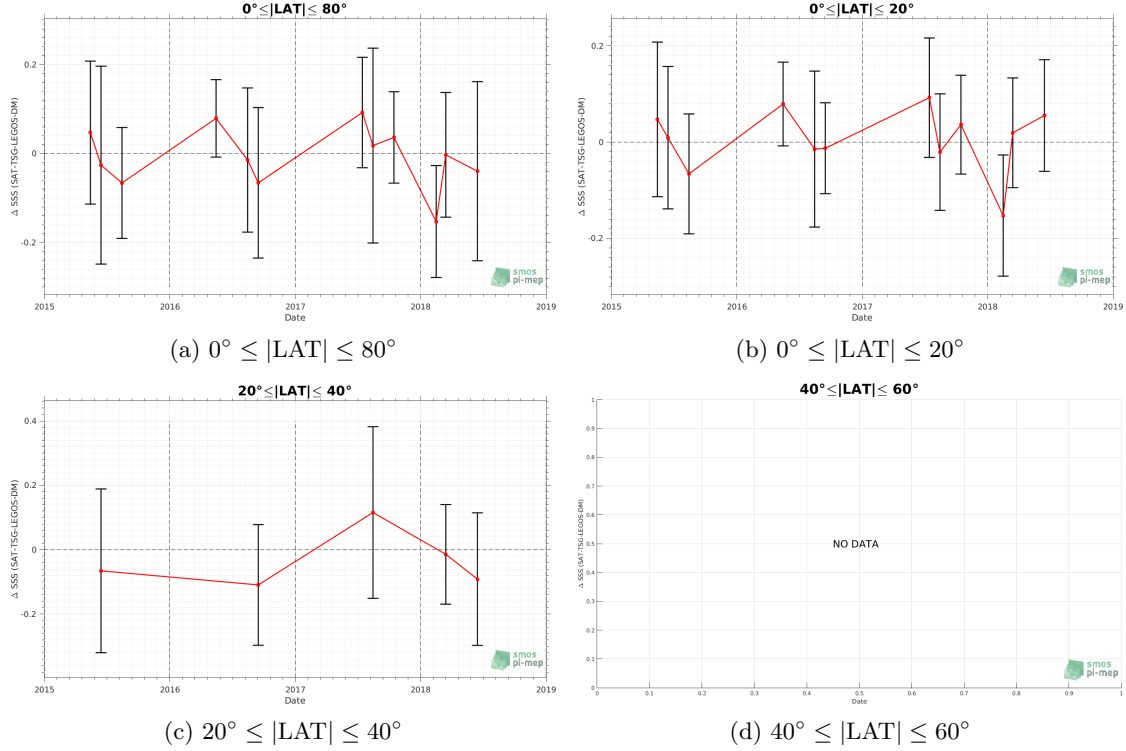 0°≤|LAT|≤ 80°
Δ SSS (SAT-TSG-LEGOS-DM)
0.2
0
-0.2
2015 2016 2017 2018 2019
Date
smos
pi-mep
(a) 0° ≤ |LAT| ≤ 80°
0°≤|LAT|≤ 20°
Δ SSS (SAT-TSG-LEGOS-DM)
0.2
0
-0.2
2015 2016 2017 2018 2019
Date
smos
pi-mep
(b) 0° ≤ |LAT| ≤ 20°
20°≤|LAT|≤ 40°
Δ SSS (SAT-TSG-LEGOS-DM)
0.4
0.2
0
-0.2
2015 2016 2017 2018 2019
Date
smos
pi-mep
(c) 20° ≤ |LAT| ≤ 40°
40°≤|LAT|≤ 60°
Δ SSS (SAT-TSG-LEGOS-DM)
1
0.9
0.8
0.7
0.6
0.5
0.4
0.3
0.2
0.1
0
NO DATA
0 0.1 0.2 0.3 0.4 0.5 0.6 0.7 0.8 0.9 1
Date
smos
pi-mep
(d) 40° ≤ |LAT| ≤ 60°